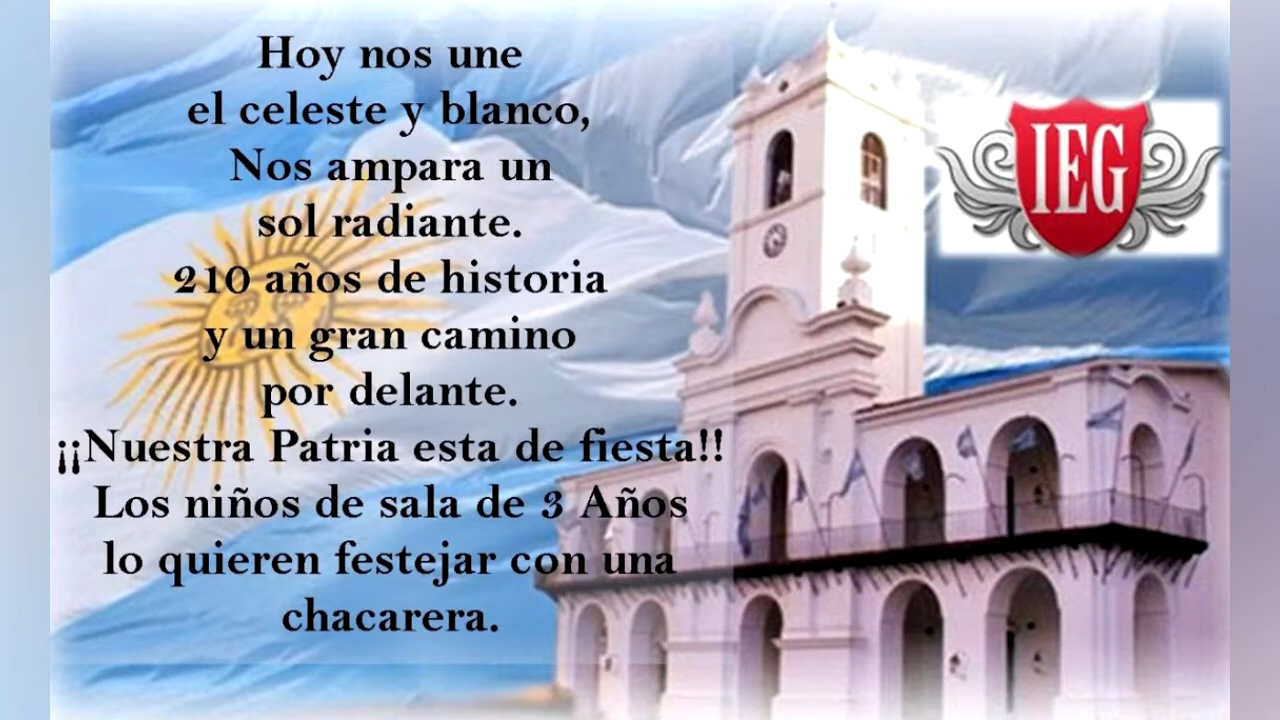 Hoy nos une
el celeste y blanco,
Nos ampara un
sol radiante.
210 años de historia
y un gran camino
por delante.
¡¡Nuestra Patria esta de fiesta!!
Los niños de sala de 3 Años
lo quieren festejar con una
chacarera.
IEG